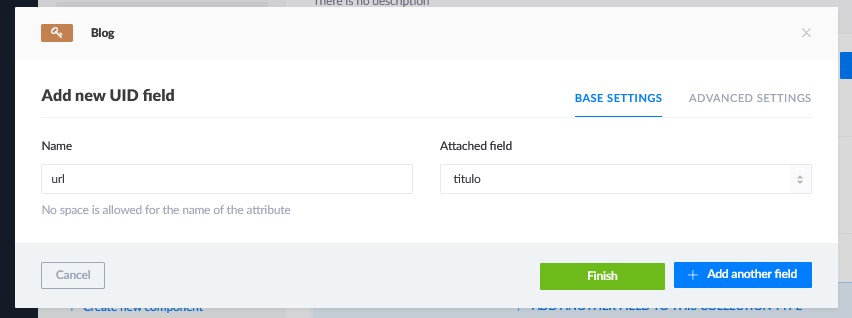 There is no description
Blog
Add new UID field
BASE SETTINGS
ADVANCED SETTINGS
Name
Attached field
url
titulo
No space is allowed for the name of the attribute
Cancel
Finish
+ Add another field
+ Create new component
+ ADD ANOTHER FIELD TO THIS COLLECTION TYPE